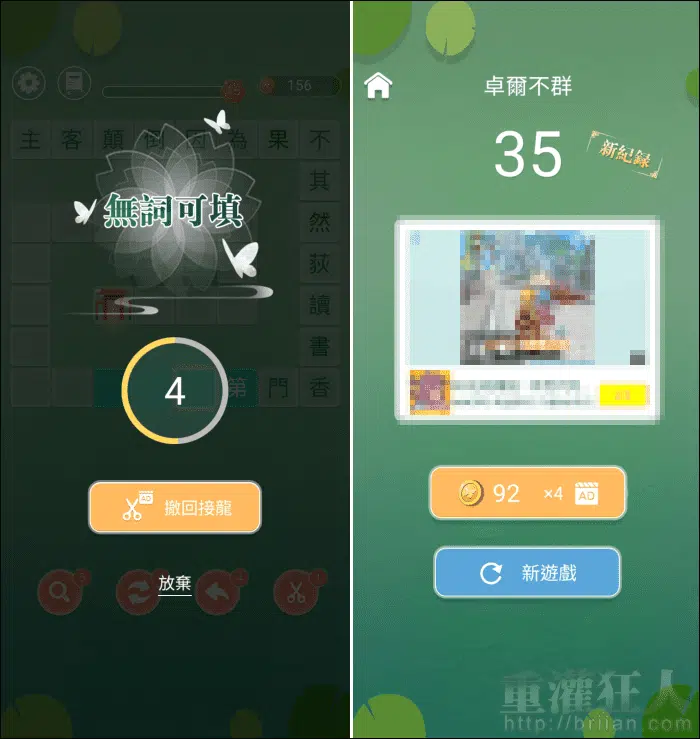 156
主客顛倒因為果不
其
然
無詞可填
荻
讀
書
4
第門香
AD
撤回接龍
放棄
卓爾不群
35
新紀錄
92 ×4 AD
新遊戲
重灌狂人
http://briian.com